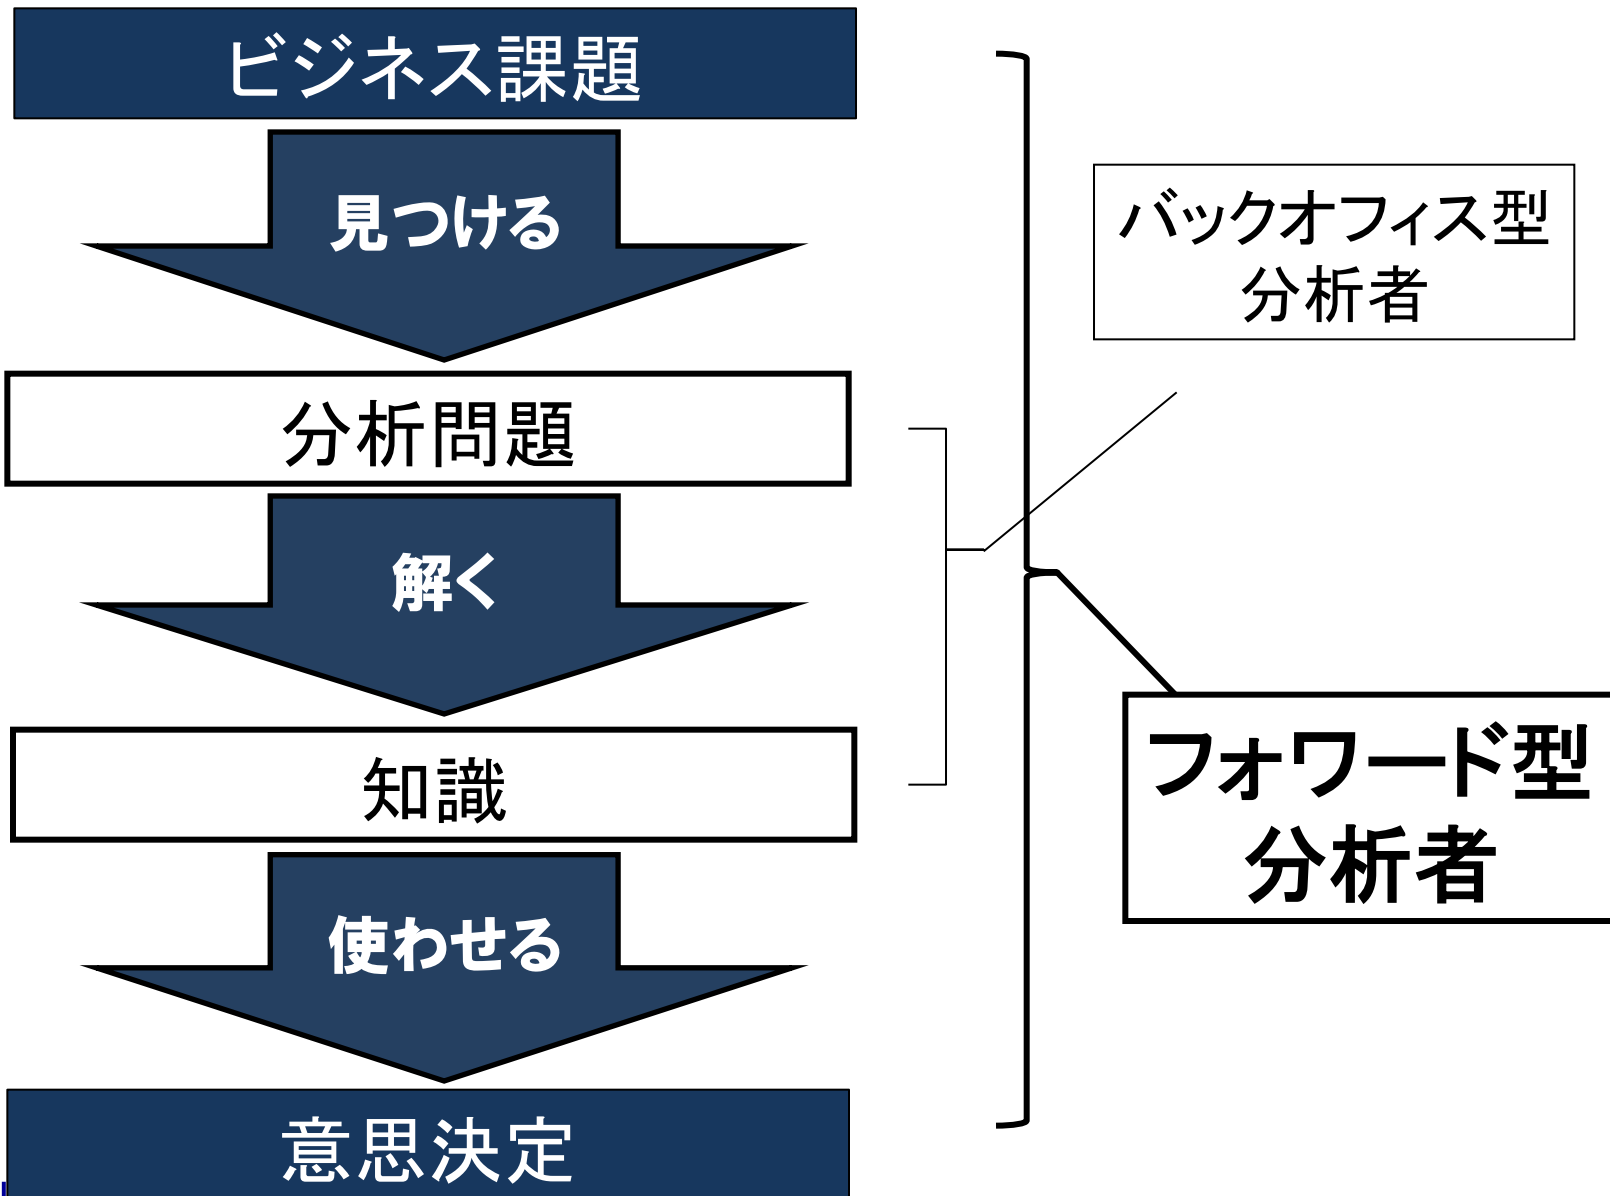 ビジネス課題
見つける
分析問題
解く
知識
使わせる
意思決定
バックオフィス型
分析者
フォワード型
分析者